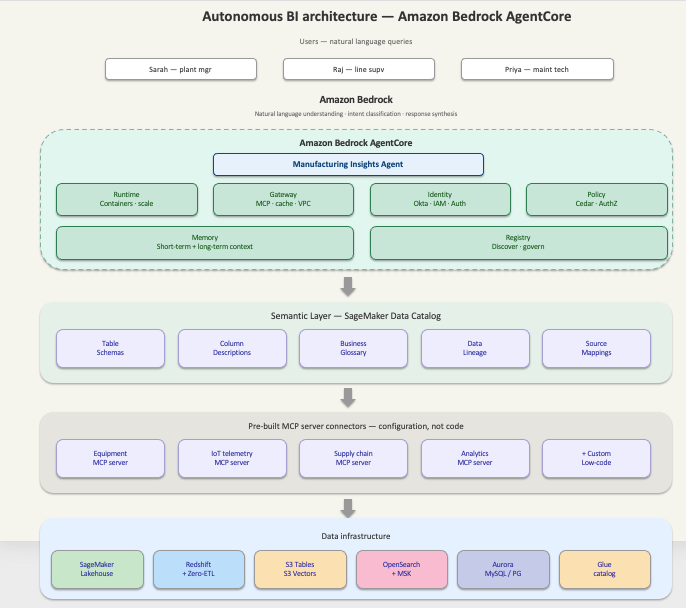 Autonomous BI architecture — Amazon Bedrock AgentCore
Users — natural language queries
Sarah — plant mgr
Raj — line supv
Priya — maint tech
Amazon Bedrock
Natural language understanding · intent classification · response synthesis
Amazon Bedrock AgentCore
Manufacturing Insights Agent
Runtime
Containers · scale
Gateway
MCP · cache · VPC
Identity
Okta · IAM · Auth
Policy
Cedar · AuthZ
Memory
Short-term + long-term context
Registry
Discover · govern
Semantic Layer — SageMaker Data Catalog
Table
Schemas
Column
Descriptions
Business
Glossary
Data
Lineage
Source
Mappings
Pre-built MCP server connectors — configuration, not code
Equipment
MCP server
IoT telemetry
MCP server
Supply chain
MCP server
Analytics
MCP server
+ Custom
Low-code
Data infrastructure
SageMaker
Lakehouse
Redshift
+ Zero-ETL
S3 Tables
S3 Vectors
OpenSearch
+ MSK
Aurora
MySQL / PG
Glue
catalog